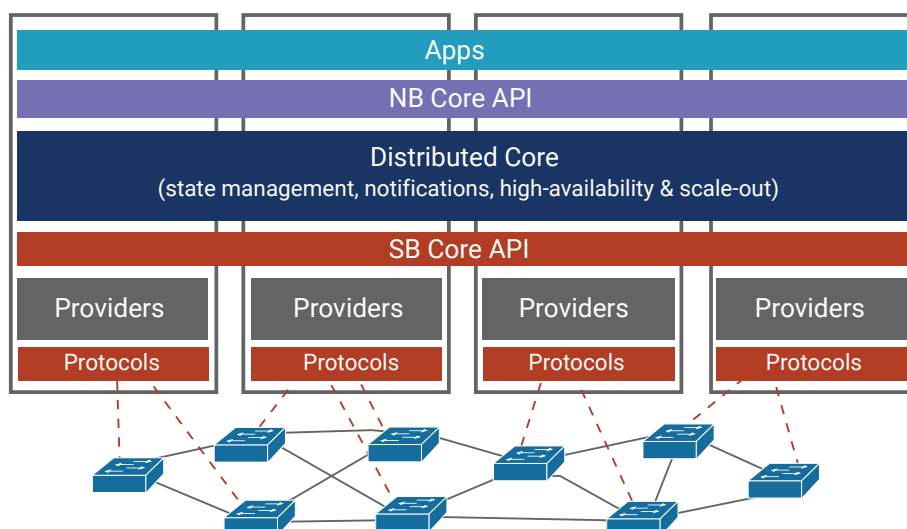 Apps
NB Core API
Distributed Core
(state management, notifications, high-availability & scale-out)
SB Core API
Providers
Providers
Providers
Providers
Protocols
Protocols
Protocols
Protocols